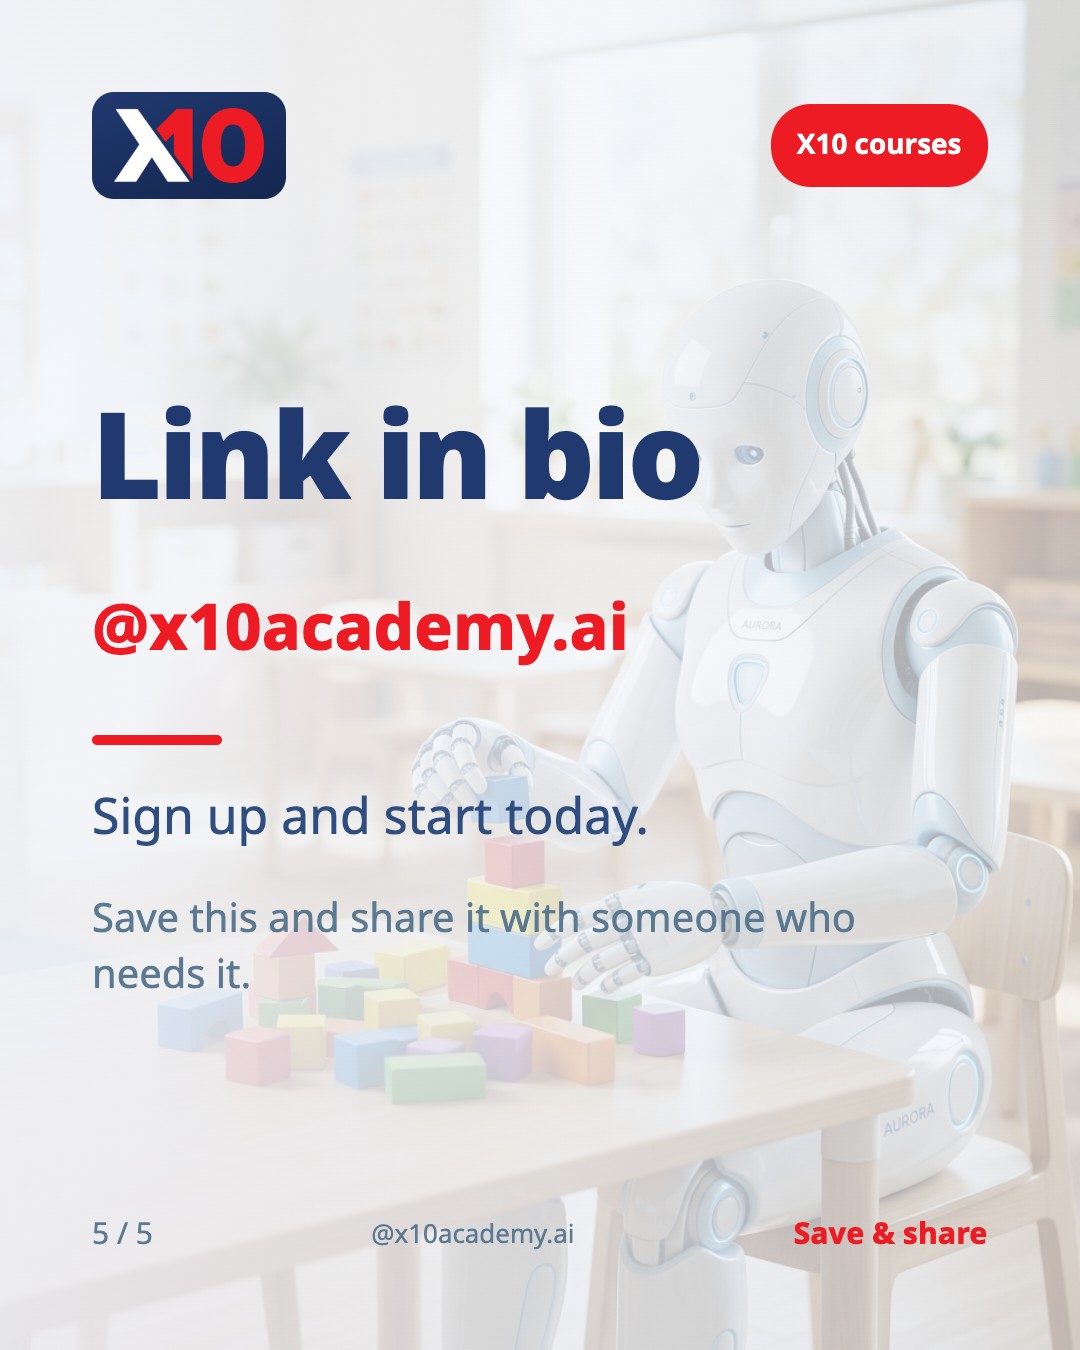 X10
X10 courses
Link in bio
@x10academy.ai
AURORA
Sign up and start today.
Save this and share it with someone who
needs it.
AURORA
5 / 5
@x10academy.ai
Save & share